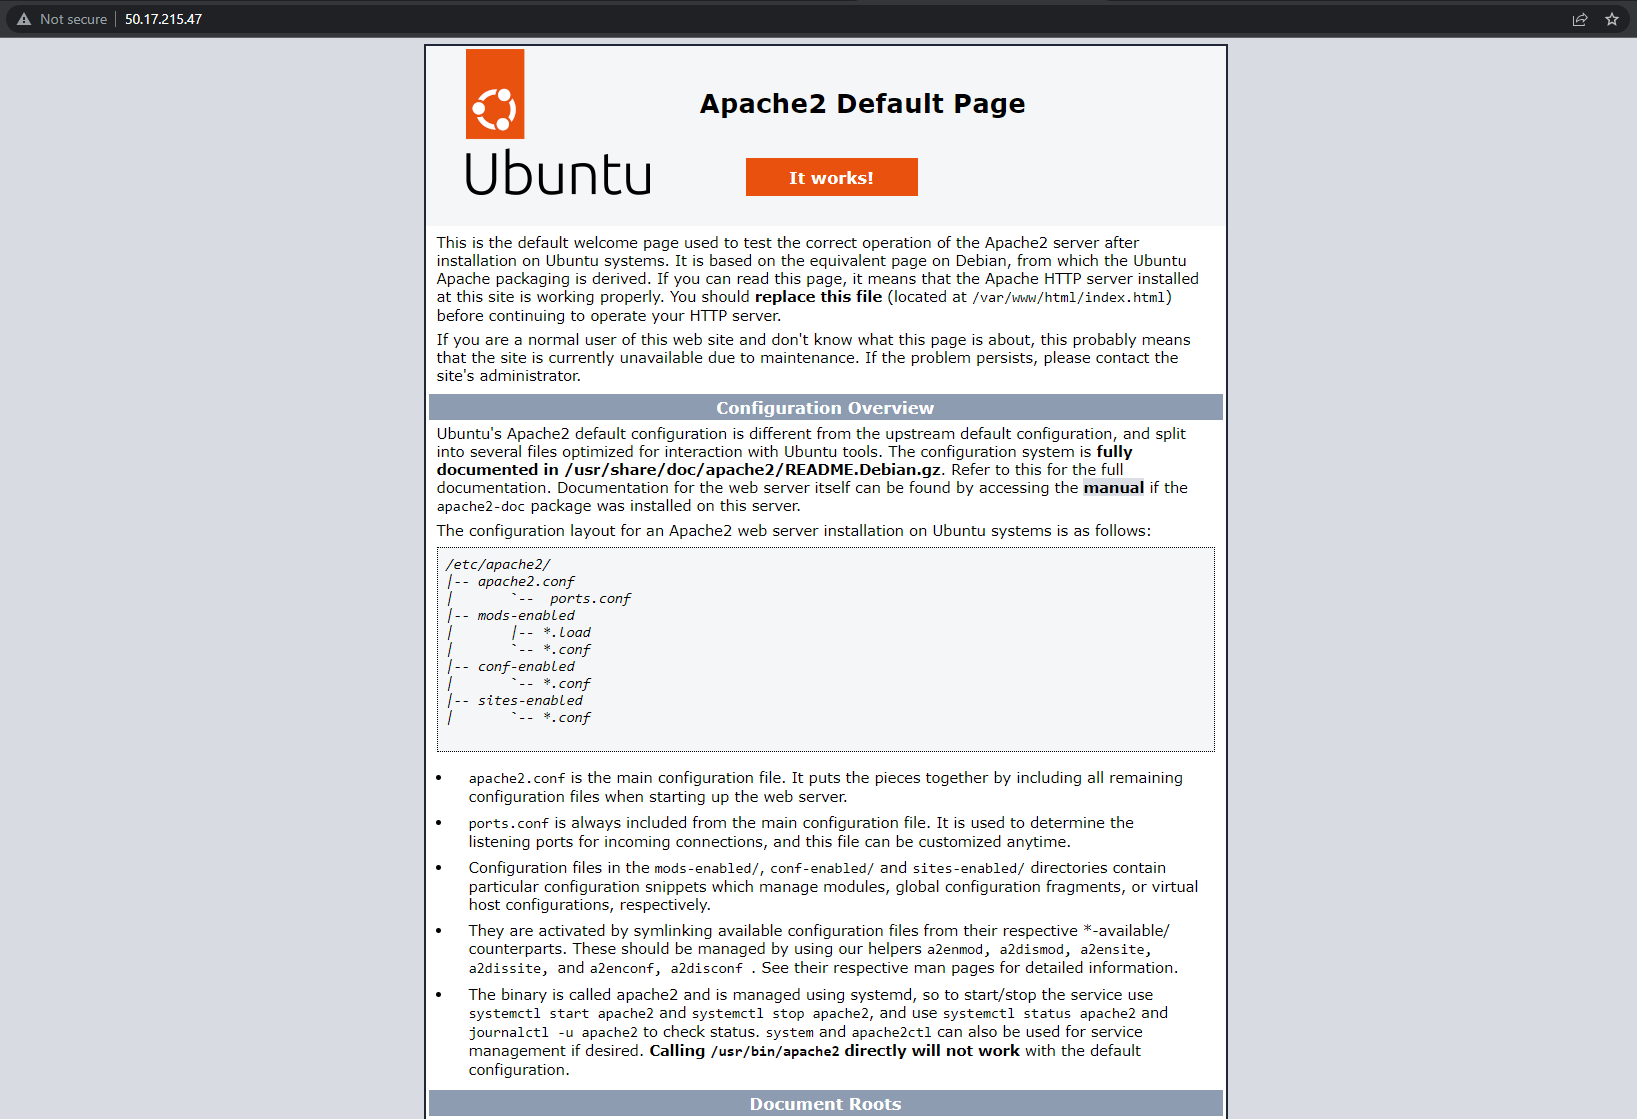 Not secure | 50.17.215.47
Apache2 Default Page
Ubuntu
It works!
This is the default welcome page used to test the correct operation of the Apache2 server after
installation on Ubuntu systems. It is based on the equivalent page on Debian, from which the Ubuntu
Apache packaging is derived. If you can read this page, it means that the Apache HTTP server installed
at this site is working properly. You should replace this file (located at /var/www/html/index.html)
before continuing to operate your HTTP server.
If you are a normal user of this web site and don't know what this page is about, this probably means
that the site is currently unavailable due to maintenance. If the problem persists, please contact the
site's administrator.
Configuration Overview
Ubuntu's Apache2 default configuration is different from the upstream default configuration, and split
into several files optimized for interaction with Ubuntu tools. The configuration system is fully
documented in /usr/share/doc/apache2/README.Debian.gz. Refer to this for the full
documentation. Documentation for the web server itself can be found by accessing the manual if the
apache2-doc package was installed on this server.
The configuration layout for an Apache2 web server installation on Ubuntu systems is as follows:
/etc/apache2/
|-- apache2.conf
|       `--  ports.conf
|-- mods-enabled
|       |-- *.load
|       `-- *.conf
|-- conf-enabled
|       `-- *.conf
|-- sites-enabled
|       `-- *.conf
• apache2.conf is the main configuration file. It puts the pieces together by including all remaining
configuration files when starting up the web server.
• ports.conf is always included from the main configuration file. It is used to determine the
listening ports for incoming connections, and this file can be customized anytime.
• Configuration files in the mods-enabled/, conf-enabled/ and sites-enabled/ directories contain
particular configuration snippets which manage modules, global configuration fragments, or virtual
host configurations, respectively.
• They are activated by symlinking available configuration files from their respective *-available/
counterparts. These should be managed by using our helpers a2enmod, a2dismod, a2ensite,
a2dissite, and a2enconf, a2disconf . See their respective man pages for detailed information.
• The binary is called apache2 and is managed using systemd, so to start/stop the service use
systemctl start apache2 and systemctl stop apache2, and use systemctl status apache2 and
journalctl -u apache2 to check status. system and apache2ctl can also be used for service
management if desired. Calling /usr/bin/apache2 directly will not work with the default
configuration.
Document Roots